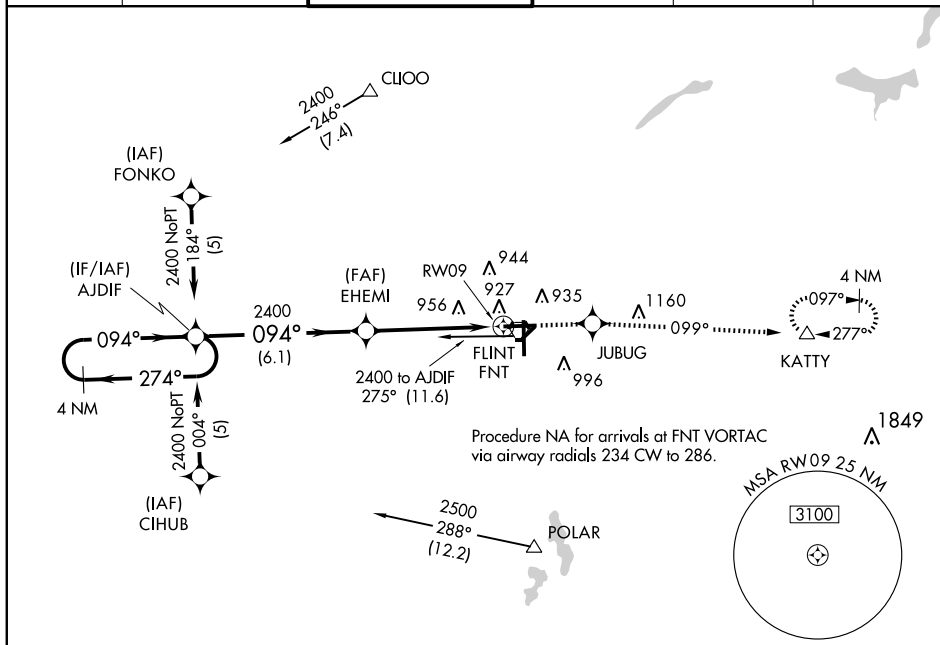 CLIOO
2400
246°
(7.4)
(IAF)
FONKO
2400 NoPT
184°
(5)
(IF/IAF)
AJDIF
2400
094°
(6.1)
(FAF)
EHEMI
RW09
944
927
956
935
1160
4 NM
097°
277°
KATTY
094°
274°
4 NM
099°
JUBUG
FLINT
FNT
996
2400 to AJDIF
275° (11.6)
2400 NoPT
004°
(5)
(IAF)
CIHUB
Procedure NA for arrivals at FNT VORTAC
via airway radials 234 CW to 286.
1849
MSA RW09 25 NM
3100
2500
288°
(12.2)
POLAR